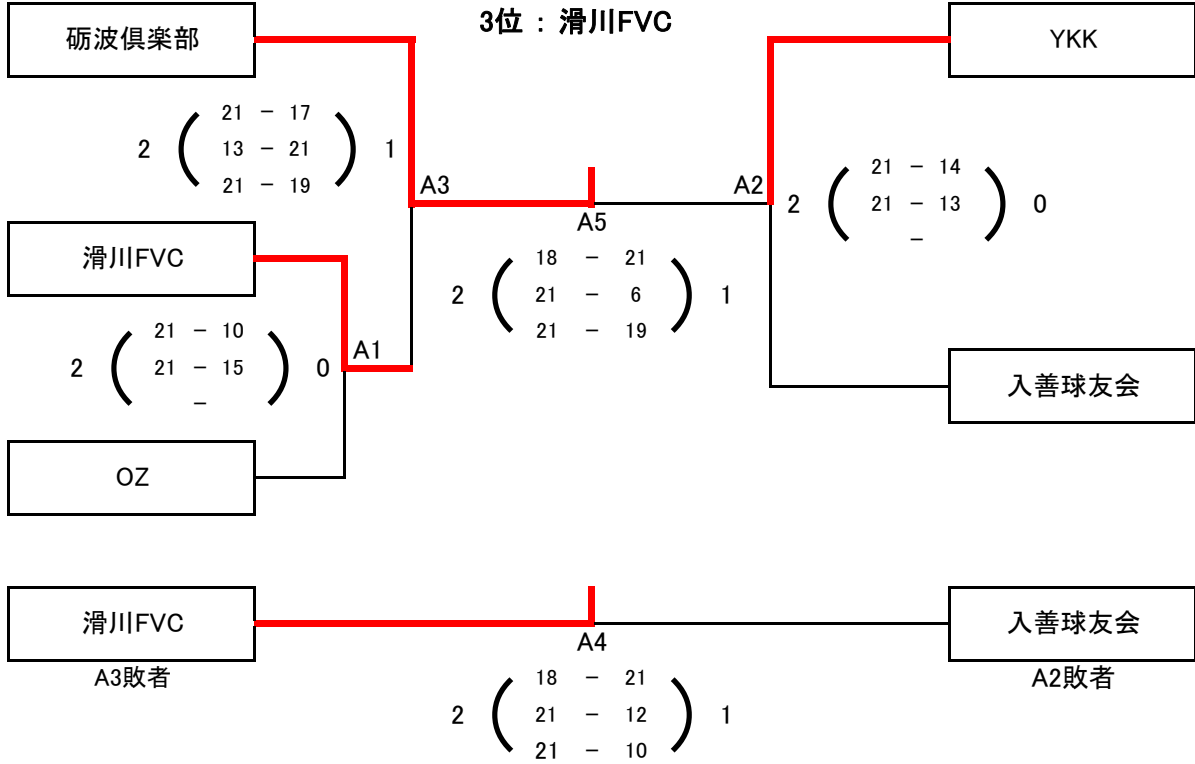 3位 : 滑川FVC
砺波倶楽部
YKK
21 － 17
2 ( 13 － 21 ) 1
21 － 19
A3
A2
21 － 14
2 ( 21 － 13 ) 0
－
A5
滑川FVC
18 － 21
2 ( 21 － 6 ) 1
21 － 19
21 － 10
2 ( 21 － 15 ) 0
－
A1
入善球友会
OZ
滑川FVC
入善球友会
A4
A3敗者
A2敗者
18 － 21
2 ( 21 － 12 ) 1
21 － 10